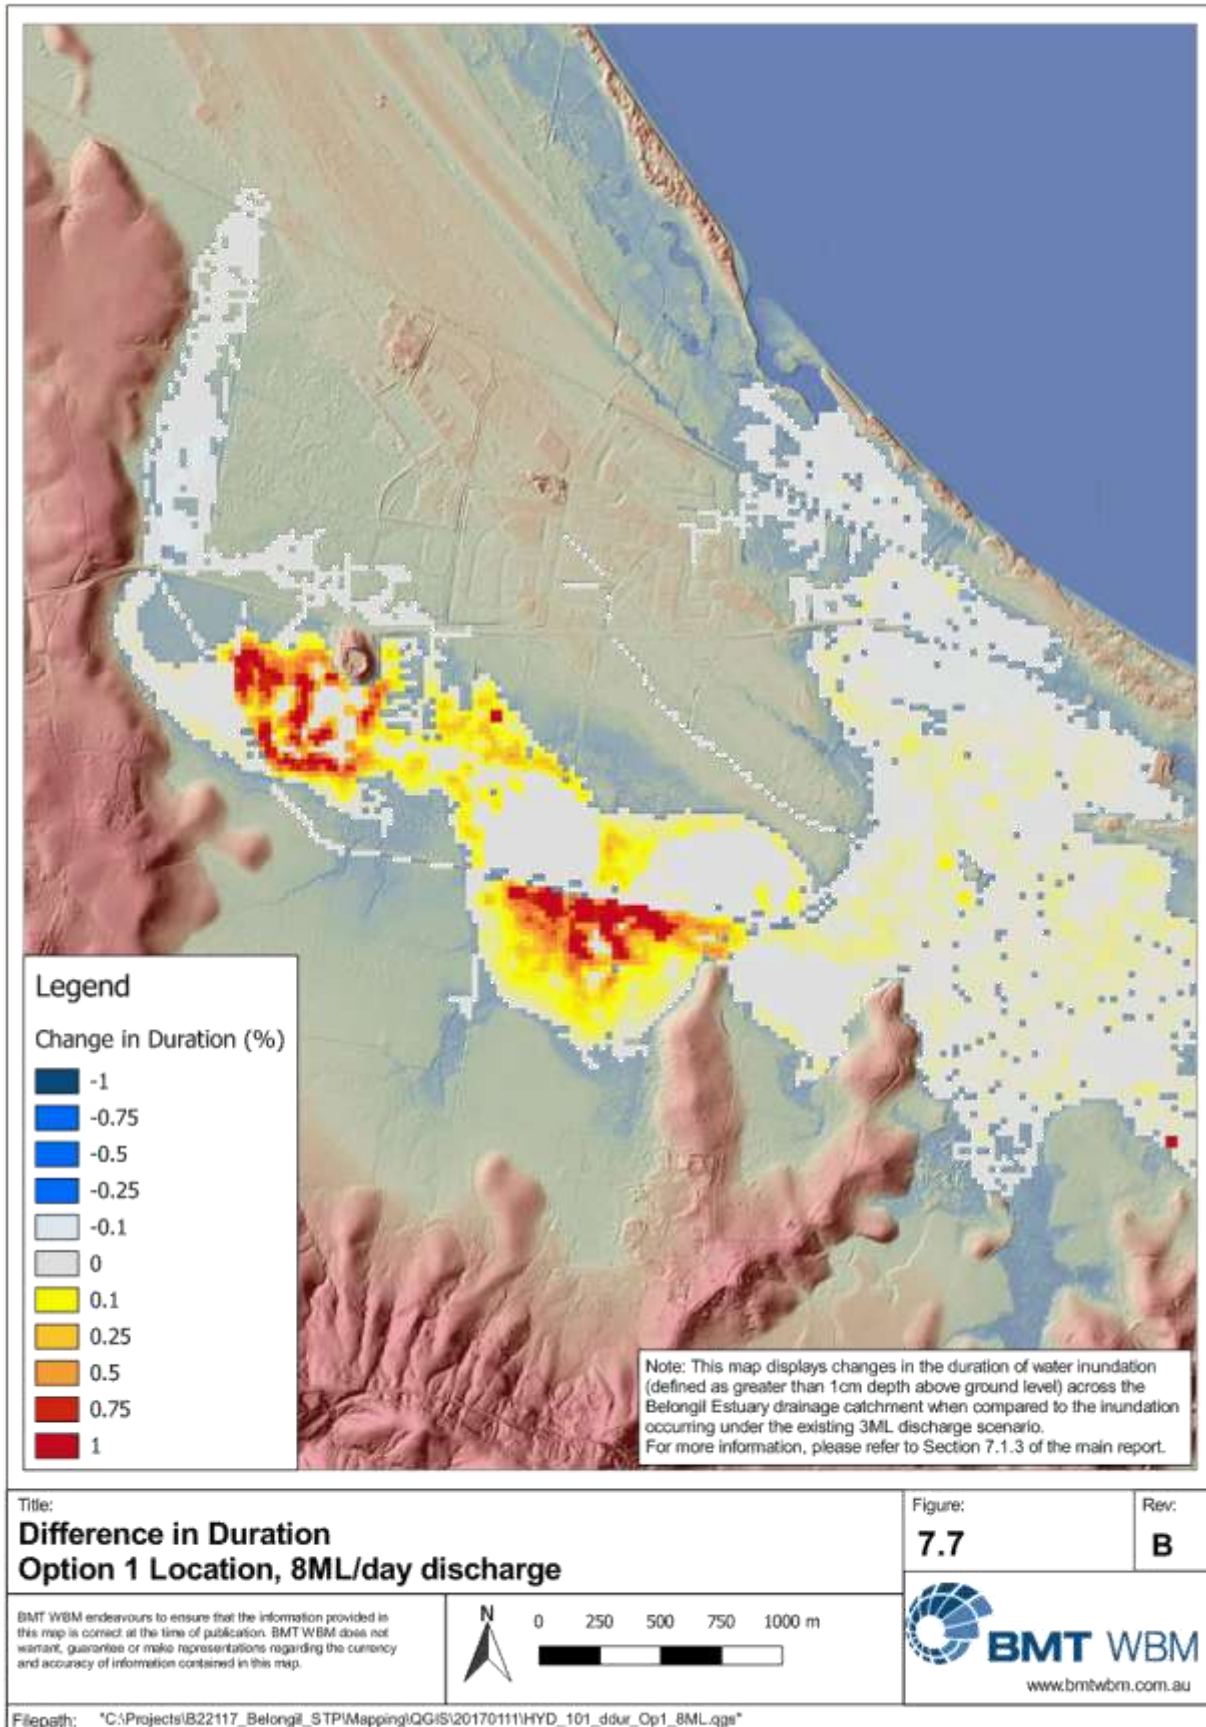 Legend
Change in Duration (%)
-1
-0.75
-0.5
-0.25
-0.1
0
0.1
0.25
0.5
0.75
1
Note: This map displays changes in the duration of water inundation
(defined as greater than 1cm depth above ground level) across the
Belongil Estuary drainage catchment when compared to the inundation
occurring under the existing 3ML discharge scenario.
For more information, please refer to Section 7.1.3 of the main report.
Title:
Difference in Duration
Option 1 Location, 8ML/day discharge
Figure:
7.7
Rev:
B
BMT WBM endeavours to ensure that the information provided in
this map is correct at the time of publication. BMT WBM does not
warrant, guarantee or make representations regarding the currency
and accuracy of information contained in this map.
N
0 250 500 750 1000 m
BMT WBM
www.bmtwbm.com.au
Filepath: "C:\Projects\B22117_Belongil_STP\Mapping\QGIS\20170111\HYD_101_ddur_Op1_8ML.qgs"